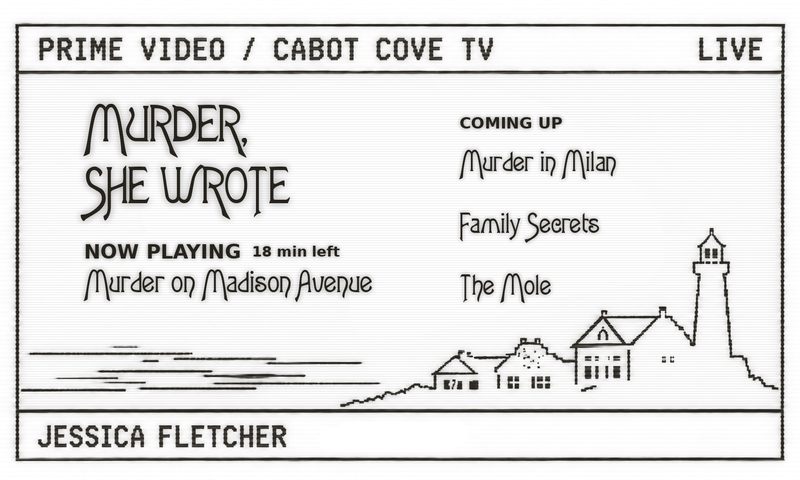 PRIME VIDEO / CABOT COVE TV LIVE
MURDER,
SHE WROTE
NOW PLAYING 18 min left
Murder on Madison Avenue
COMING UP
Murder in Milan
Family Secrets
The Mole
JESSICA FLETCHER